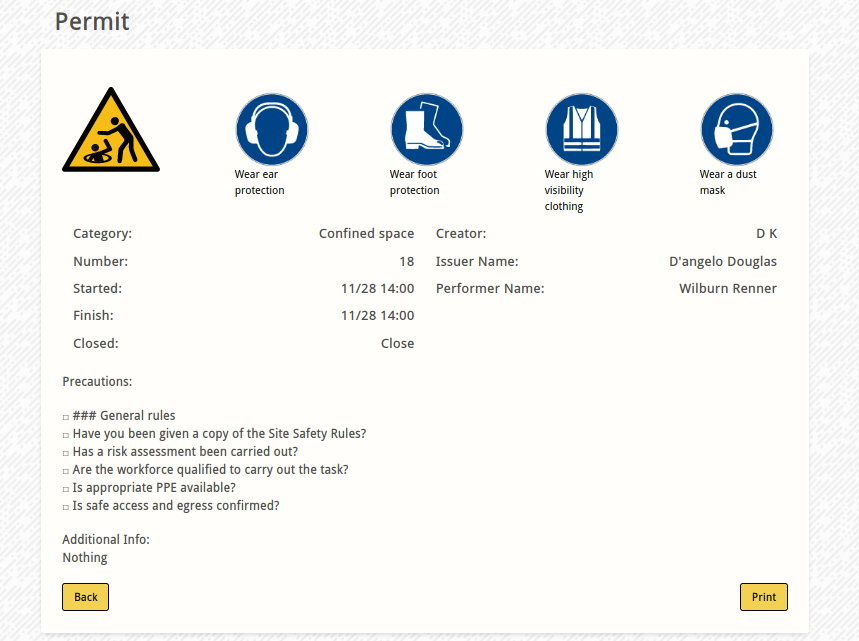 Permit
Wear ear
protection
Wear foot
protection
Wear high
visibility
clothing
Wear a dust
mask
Category: Confined space
Creator: D K
Number: 18
Issuer Name: D'angelo Douglas
Started: 11/28 14:00
Performer Name: Wilburn Renner
Finish: 11/28 14:00
Closed: Close
Precautions:
### General rules
Have you been given a copy of the Site Safety Rules?
Has a risk assessment been carried out?
Are the workforce qualified to carry out the task?
Is appropriate PPE available?
Is safe access and egress confirmed?
Additional Info:
Nothing
Back
Print